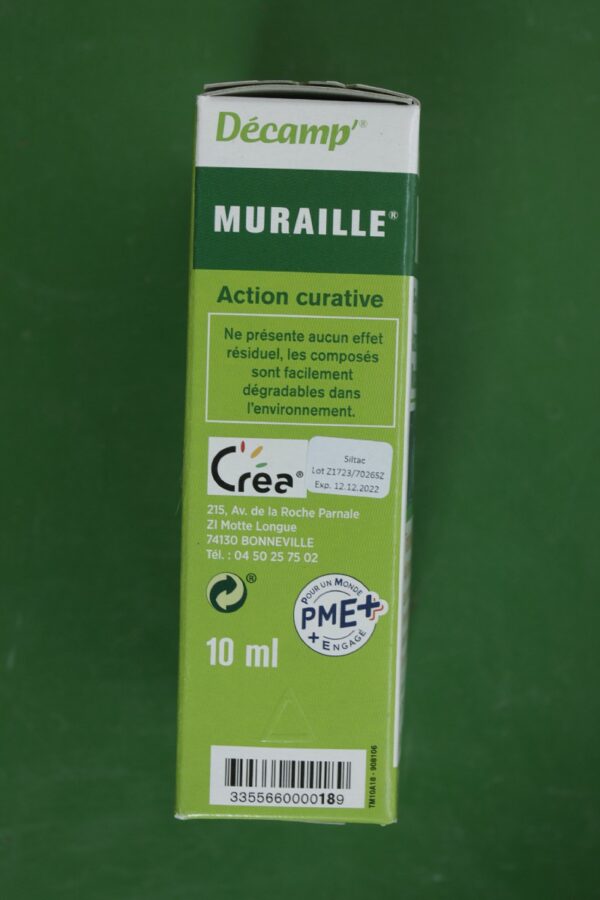 Décamp'®
MURAILLE®
Action curative
Ne présente aucun effet
résiduel, les composés
sont facilement
dégradables dans
l'environnement.
Créa®
Siltac
Lot Z1723/70265Z
Exp. 12.12.2022
215, Av. de la Roche Parnale
ZI Motte Longue
74130 BONNEVILLE
Tél. : 04 50 25 75 02
®
POUR UN MONDE
PME+
+ ENGAGÉ
10 ml
3355660000189
TM10A18 - 908106